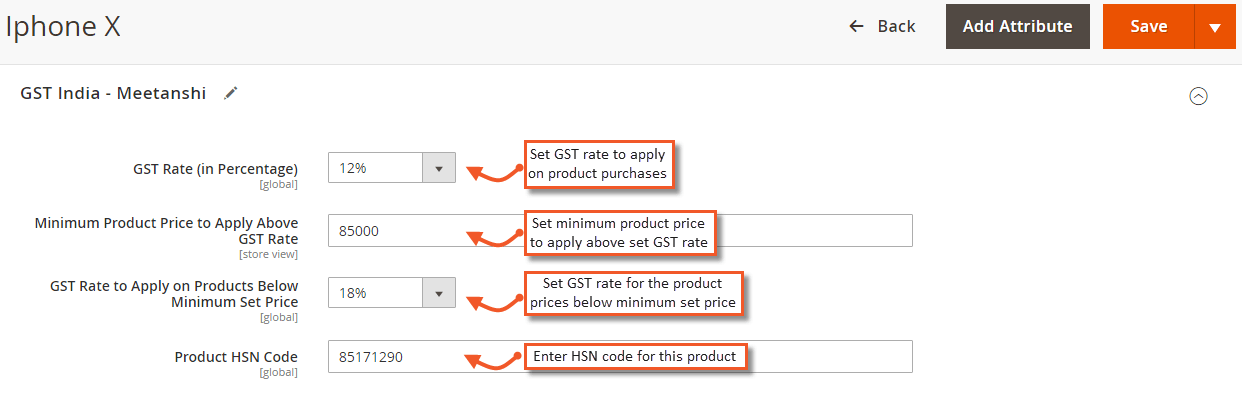 Iphone X
Back
Add Attribute
Save
GST India - Meetanshi
GST Rate (in Percentage)
[global]
12%
Set GST rate to apply
on product purchases
Minimum Product Price to Apply Above
GST Rate
[store view]
85000
Set minimum product price
to apply above set GST rate
GST Rate to Apply on Products Below
Minimum Set Price
[global]
18%
Set GST rate for the product
prices below minimum set price
Product HSN Code
[global]
85171290
Enter HSN code for this product